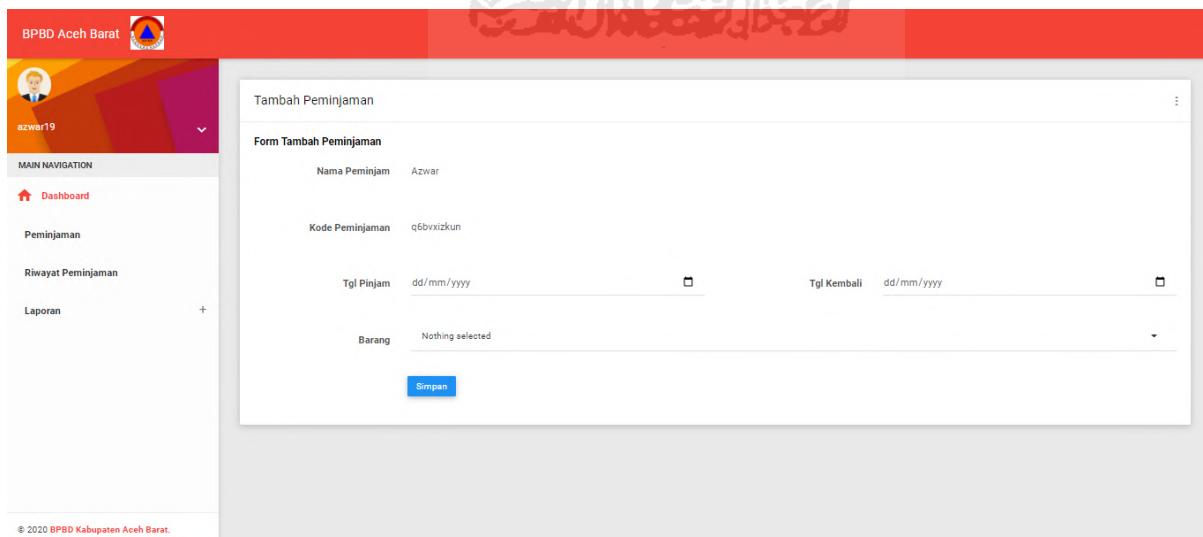 BPBD Aceh Barat
azwar19
MAIN NAVIGATION
Dashboard
Peminjaman
Riwayat Peminjaman
Laporan +
© 2020 BPBD Kabupaten Aceh Barat.
Tambah Peminjaman
Form Tambah Peminjaman
Nama Peminjam Azwar
Kode Peminjaman q6bvxizkun
Tgl Pinjam dd/mm/yyyy Tgl Kembali dd/mm/yyyy
Barang Nothing selected
Simpan